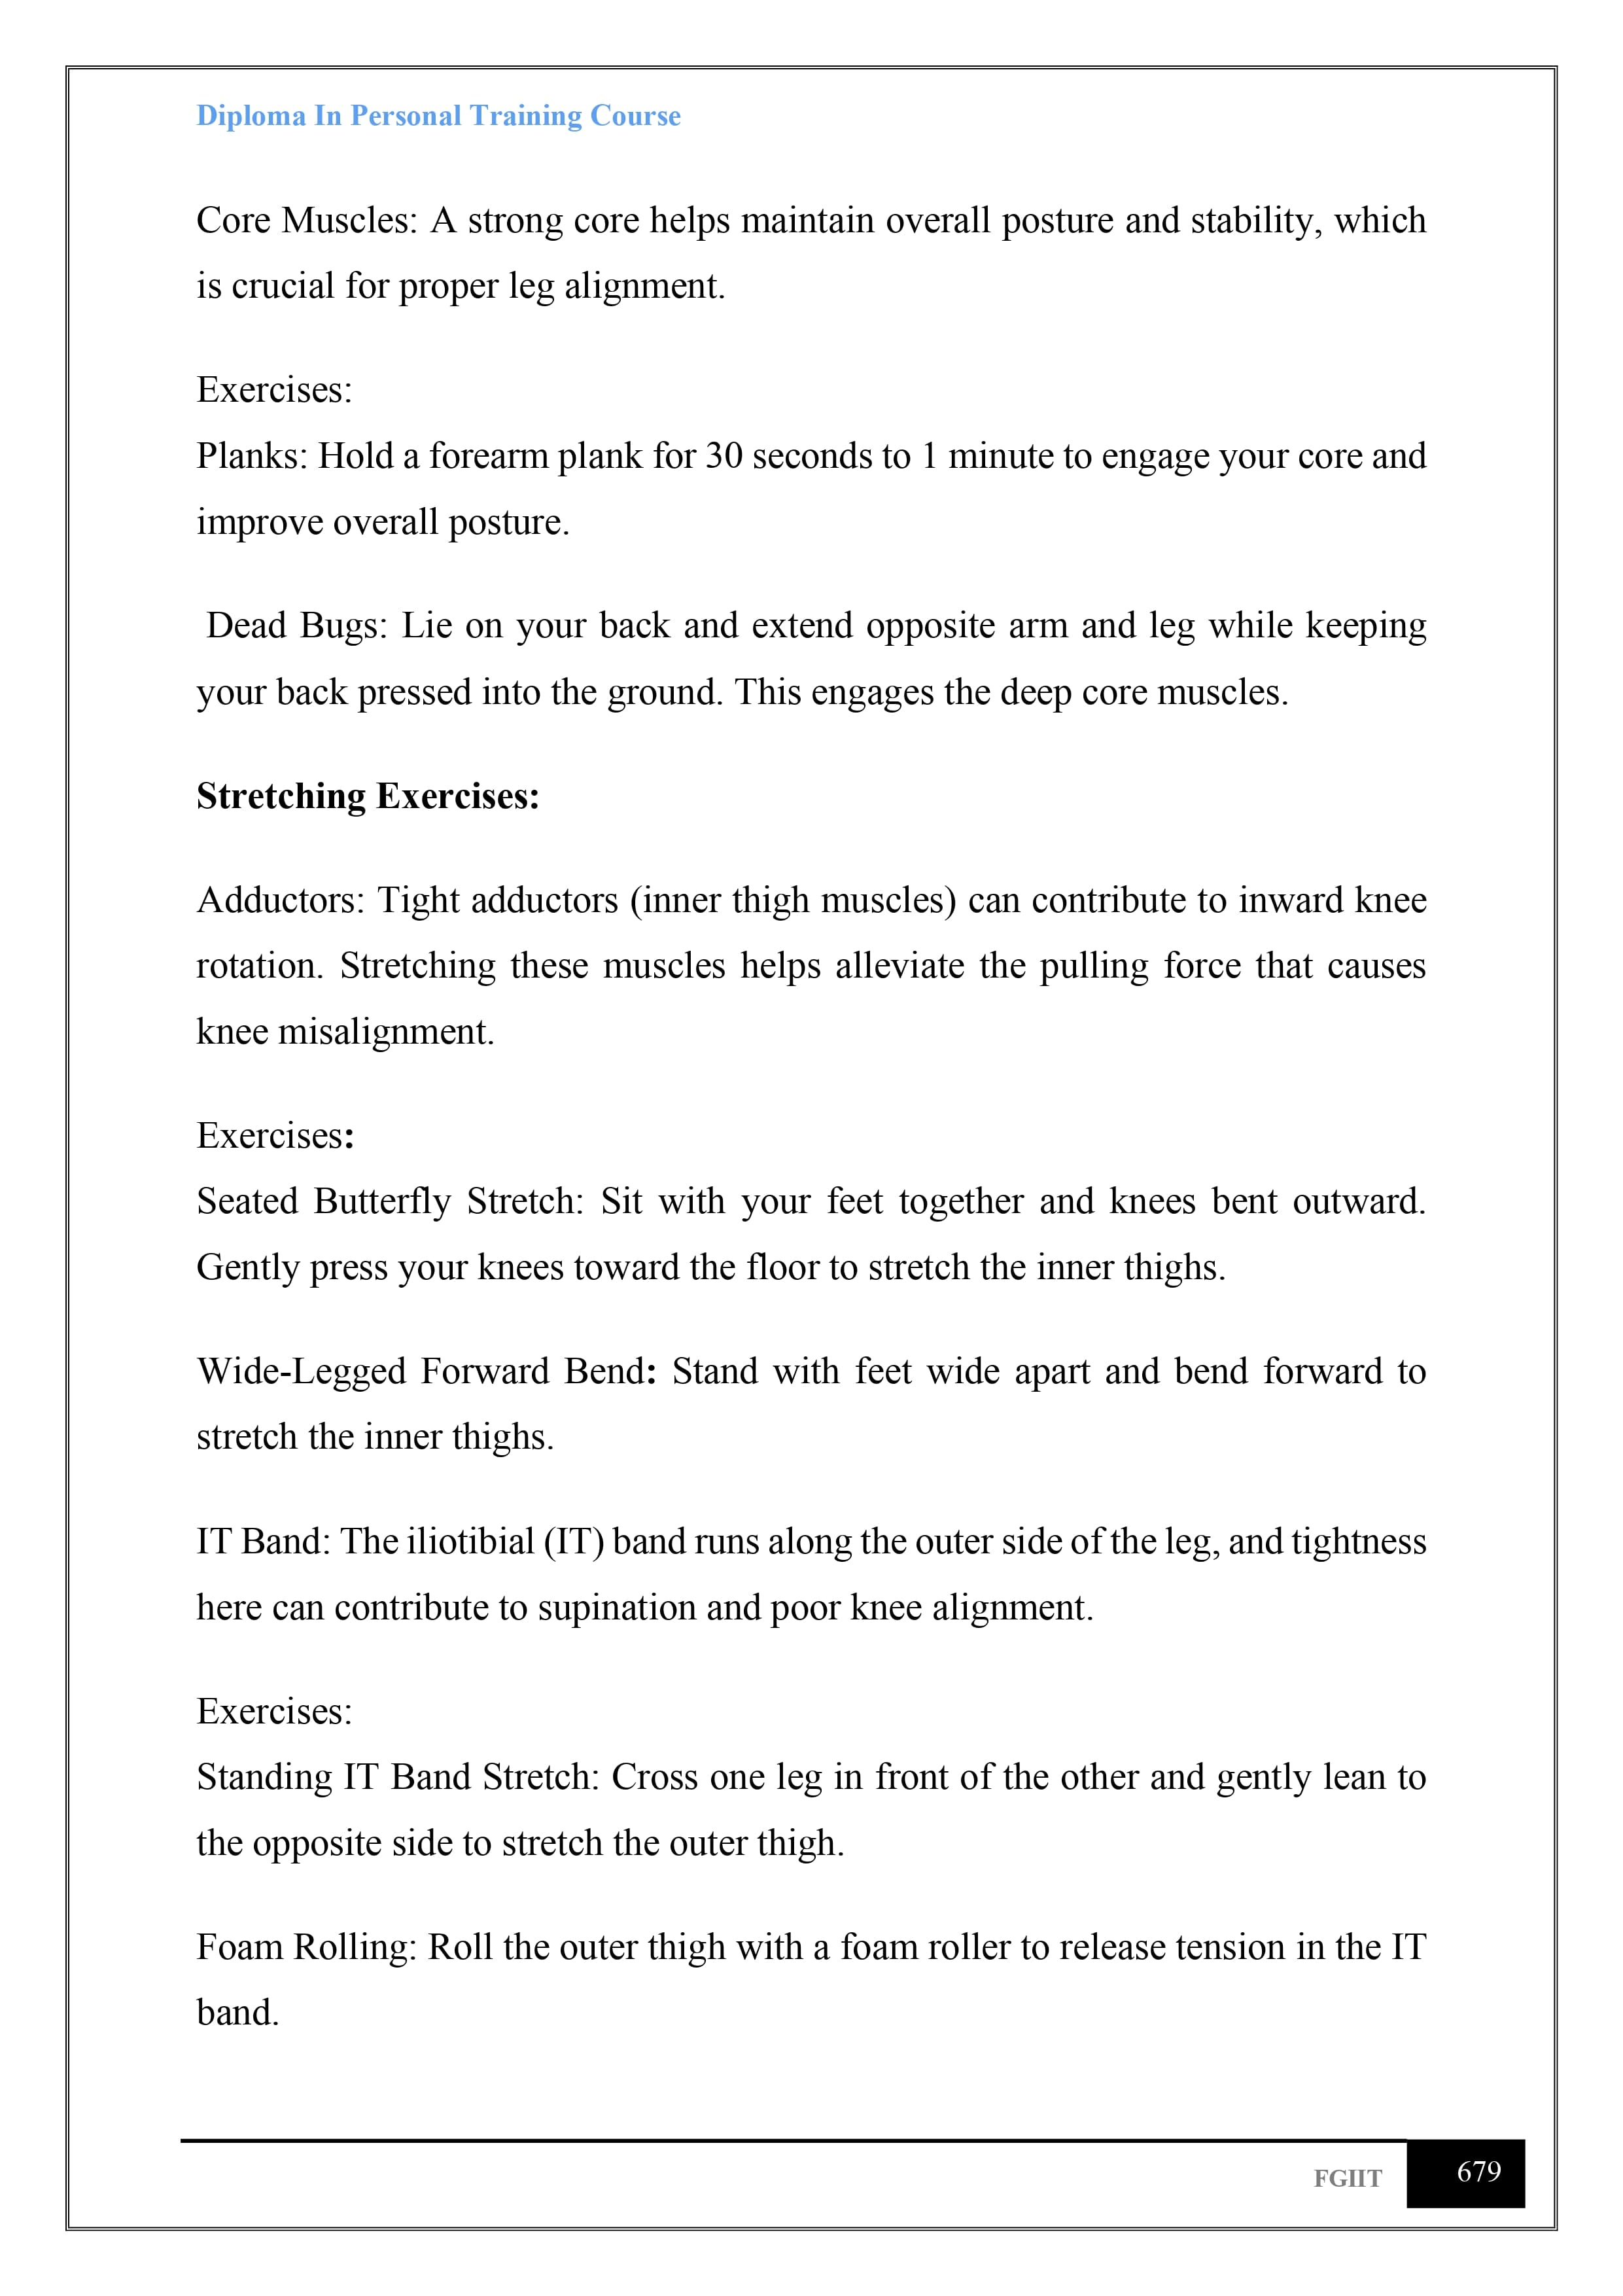 Diploma In Personal Training Course
Core Muscles: A strong core helps maintain overall posture and stability, which
is crucial for proper leg alignment.
Exercises:
Planks: Hold a forearm plank for 30 seconds to 1 minute to engage your core and
improve overall posture.
Dead Bugs: Lie on your back and extend opposite arm and leg while keeping
your back pressed into the ground. This engages the deep core muscles.
Stretching Exercises:
Adductors: Tight adductors (inner thigh muscles) can contribute to inward knee
rotation. Stretching these muscles helps alleviate the pulling force that causes
knee misalignment.
Exercises:
Seated Butterfly Stretch: Sit with your feet together and knees bent outward.
Gently press your knees toward the floor to stretch the inner thighs.
Wide-Legged Forward Bend: Stand with feet wide apart and bend forward to
stretch the inner thighs.
IT Band: The iliotibial (IT) band runs along the outer side of the leg, and tightness
here can contribute to supination and poor knee alignment.
Exercises:
Standing IT Band Stretch: Cross one leg in front of the other and gently lean to
the opposite side to stretch the outer thigh.
Foam Rolling: Roll the outer thigh with a foam roller to release tension in the IT
band.
FGIIT 679